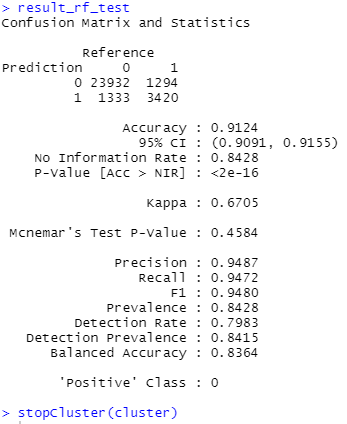 > result_rf_test
Confusion Matrix and Statistics
Reference
Prediction 0 1
0 23932 1294
1 1333 3420
Accuracy : 0.9124
95% CI : (0.9091, 0.9155)
No Information Rate : 0.8428
P-Value [Acc > NIR] : <2e-16
Kappa : 0.6705
Mcnemar's Test P-Value : 0.4584
Precision : 0.9487
Recall : 0.9472
F1 : 0.9480
Prevalence : 0.8428
Detection Rate : 0.7983
Detection Prevalence : 0.8415
Balanced Accuracy : 0.8364
'Positive' Class : 0
> stopCluster(cluster)